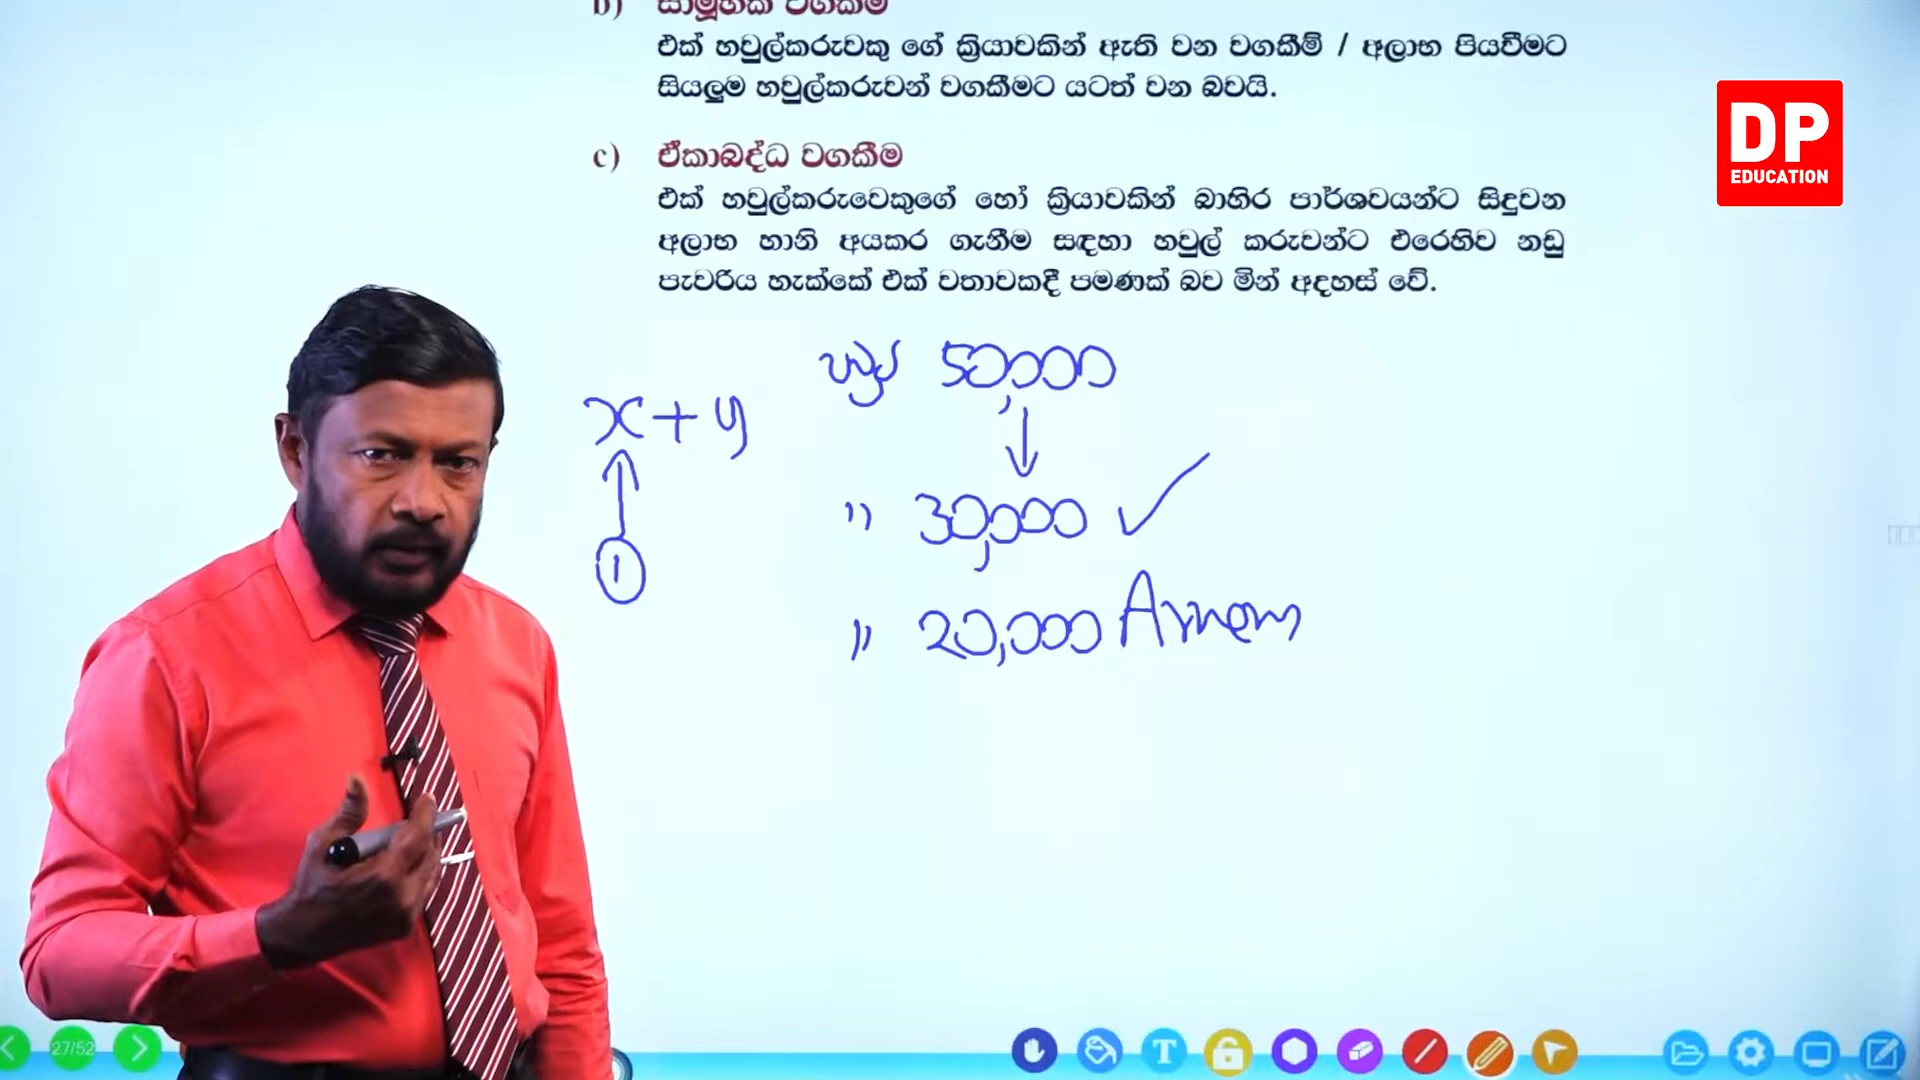 b) සාමූහික වගකීම
එක් හවුල්කරුවකු ගේ ක්‍රියාවකින් ඇති වන වගකීම් / අලාභ පියවීමට
සියලුම හවුල්කරුවන් වගකීමට යටත් වන බවයි.
DP
EDUCATION
c) ඒකාබද්ධ වගකීම
එක් හවුල්කරුවෙකුගේ හෝ ක්‍රියාවකින් බාහිර පාර්ශවයන්ට සිදුවන
අලාභ හානි අයකර ගැනීම සඳහා හවුල් කරුවන්ට එරෙහිව නඩු
පැවරිය හැක්කේ එක් වතාවකදී පමණක් බව මින් අදහස් වේ.
50,000
x + y
" 30,000 ✓
1
" 20,000
27/52